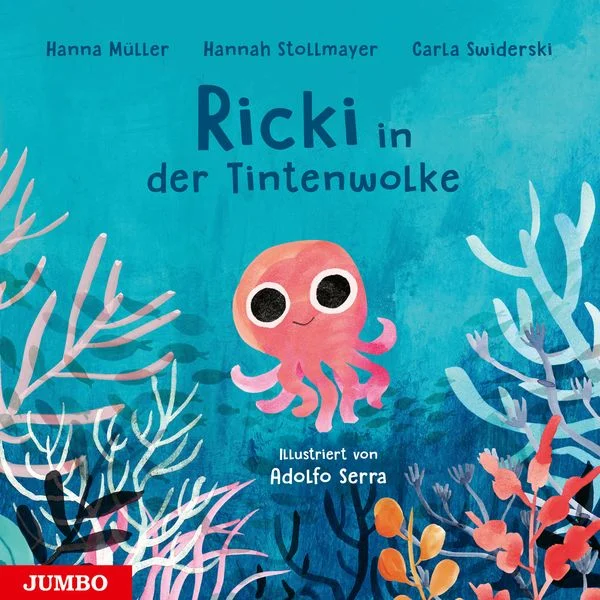 Hanna Müller Hannah Stollmayer Carla Swiderski
Ricki in
der Tintenwolke
Illustriert von
Adolfo Serra
JUMBO